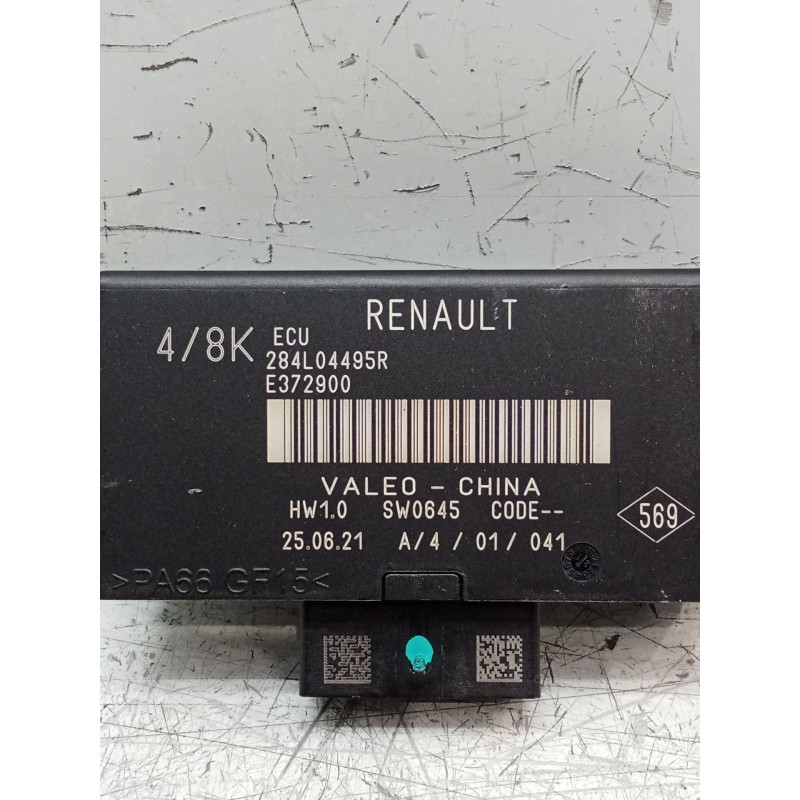 RENAULT
4/8K
ECU
284L04495R
E372900
VALEO - CHINA
HW1.0 SW0645 CODE--
569
25.06.21 A/4/01/041
>PA66 GF15<